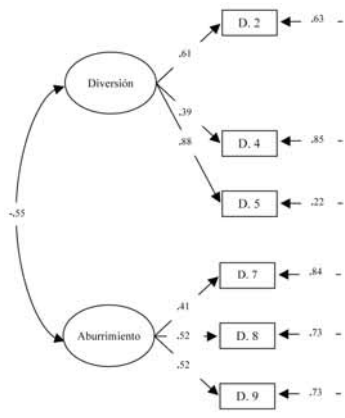 D. 2
.63
.61
Diversión
.39
D. 4
.85
.88
D. 5
.22
-.55
D. 7
.84
.41
Aburrimiento
.52
D. 8
.73
.52
D. 9
.73